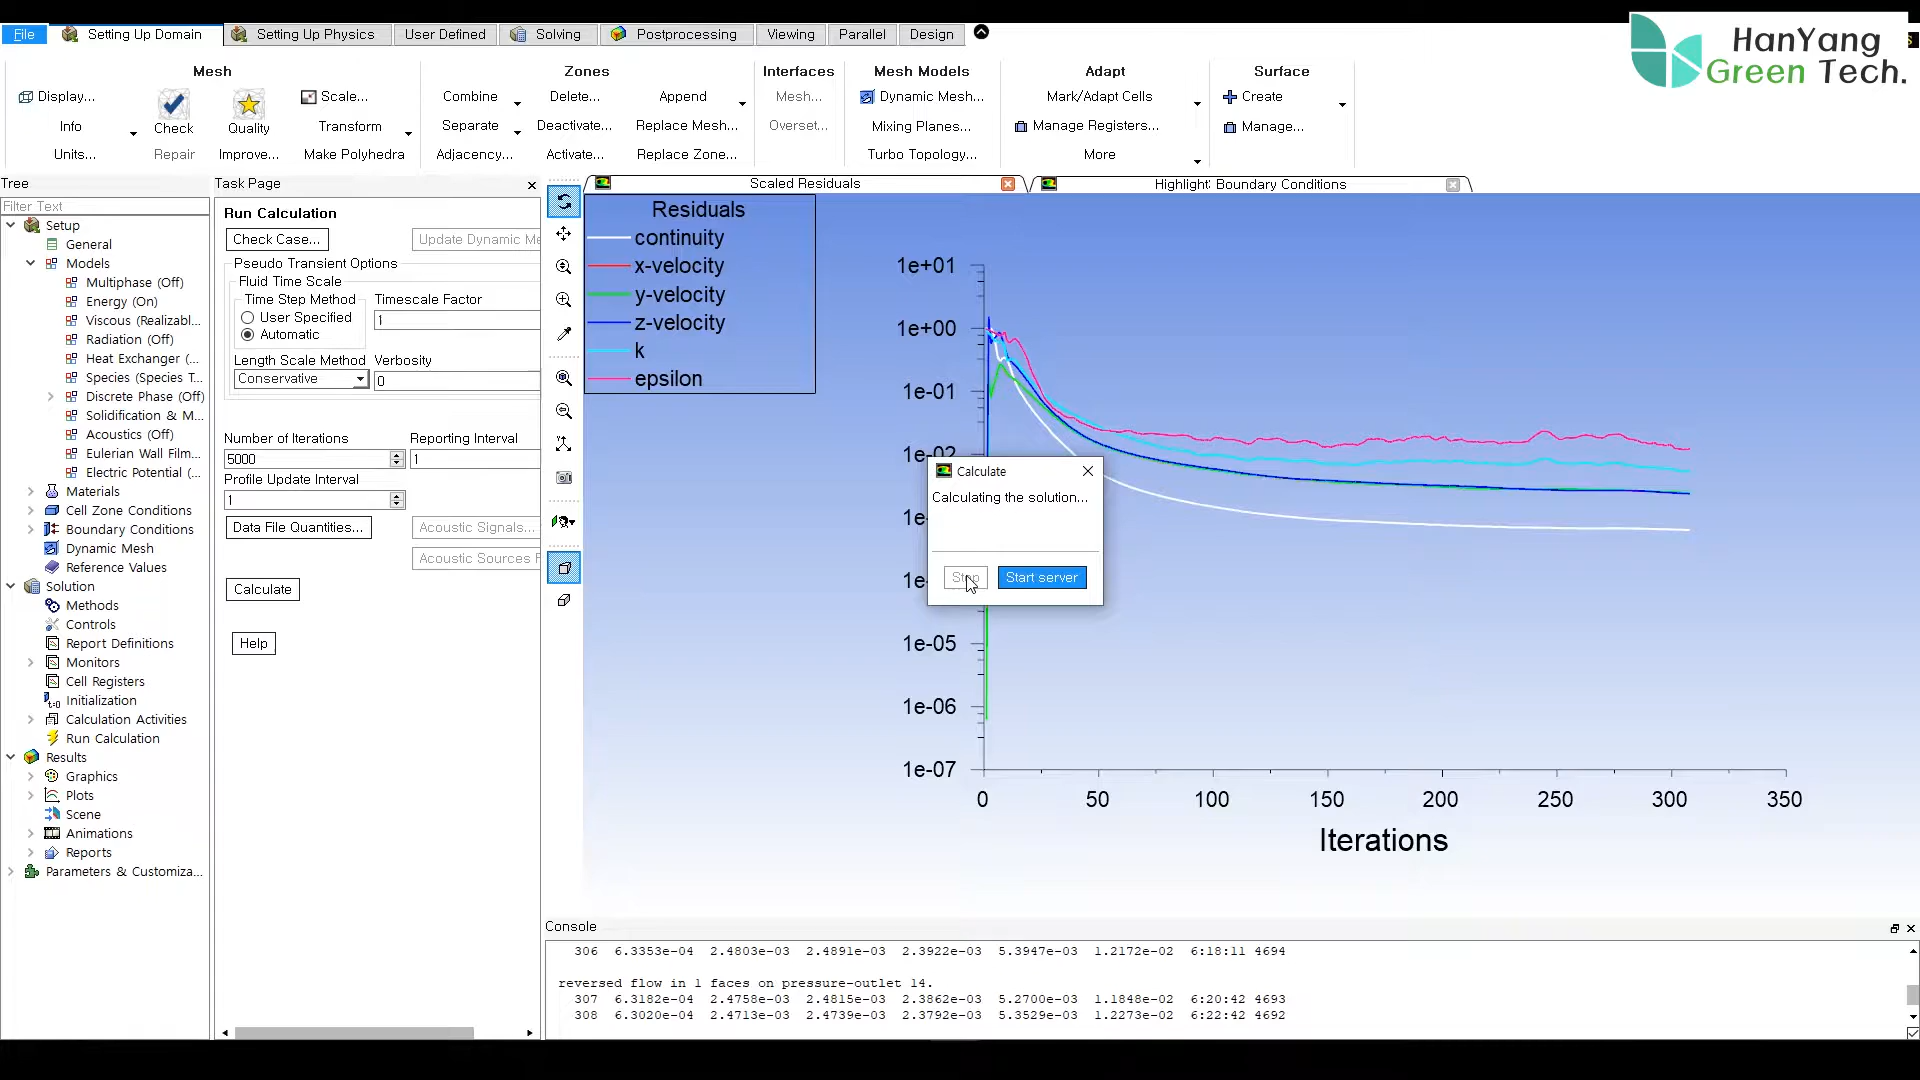 File
Setting Up Domain
Setting Up Physics
User Defined
Solving
Postprocessing
Viewing
Parallel
Design
HanYang
Green Tech.
Mesh
Zones
Interfaces
Mesh Models
Adapt
Surface
Display...
Scale...
Combine
Delete...
Append
Mesh...
Dynamic Mesh...
Mark/Adapt Cells
Create
Info
Check
Quality
Transform
Separate
Deactivate...
Replace Mesh...
Overset...
Mixing Planes...
Manage Registers...
Manage...
Units...
Repair
Improve...
Make Polyhedra
Adjacency...
Activate...
Replace Zone...
Turbo Topology...
More
Tree
Filter Text
Setup
General
Models
Multiphase (Off)
Energy (On)
Viscous (Realizabl...
Radiation (Off)
Heat Exchanger (...
Species (Species T...
Discrete Phase (Off)
Solidification & M...
Acoustics (Off)
Eulerian Wall Film...
Electric Potential (...
Materials
Cell Zone Conditions
Boundary Conditions
Dynamic Mesh
Reference Values
Solution
Methods
Controls
Report Definitions
Monitors
Cell Registers
Initialization
Calculation Activities
Run Calculation
Results
Graphics
Plots
Scene
Animations
Reports
Parameters & Customiza...
Task Page
Run Calculation
Check Case...
Update Dynamic Me
Pseudo Transient Options
Fluid Time Scale
Time Step Method
Timescale Factor
User Specified
1
Automatic
Length Scale Method
Verbosity
Conservative
0
Number of Iterations
Reporting Interval
5000
1
Profile Update Interval
1
Data File Quantities...
Acoustic Signals...
Acoustic Sources F
Calculate
Help
Scaled Residuals
Highlight: Boundary Conditions
Residuals
continuity
x-velocity
y-velocity
z-velocity
k
epsilon
1e+01
1e+00
1e-01
1e-02
1e-
1e-
1e-05
1e-06
1e-07
0
50
100
150
200
250
300
350
Iterations
Calculate
Calculating the solution...
Stop
Start server
Console
306 6.3353e-04 2.4803e-03 2.4891e-03 2.3922e-03 5.3947e-03 1.2172e-02 6:18:11 4694
reversed flow in 1 faces on pressure-outlet 14.
307 6.3182e-04 2.4758e-03 2.4815e-03 2.3862e-03 5.2700e-03 1.1848e-02 6:20:42 4693
308 6.3020e-04 2.4713e-03 2.4739e-03 2.3792e-03 5.3529e-03 1.2273e-02 6:22:42 4692